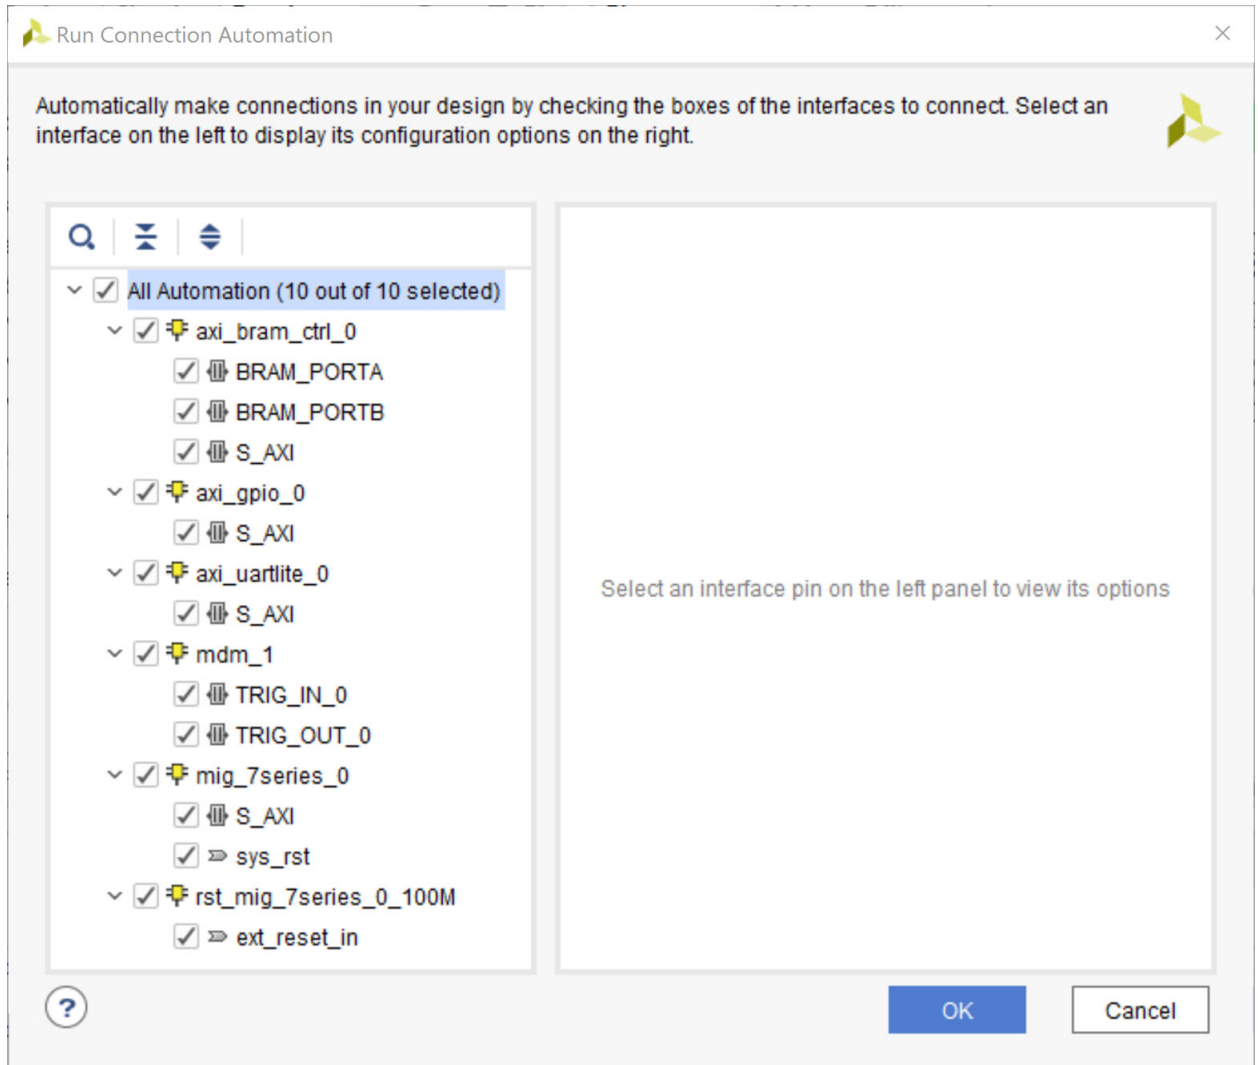 Run Connection Automation
Automatically make connections in your design by checking the boxes of the interfaces to connect. Select an
interface on the left to display its configuration options on the right.
All Automation (10 out of 10 selected)
axi_bram_ctrl_0
BRAM_PORTA
BRAM_PORTB
S_AXI
axi_gpio_0
S_AXI
axi_uartlite_0
S_AXI
mdm_1
TRIG_IN_0
TRIG_OUT_0
mig_7series_0
S_AXI
sys_rst
rst_mig_7series_0_100M
ext_reset_in
Select an interface pin on the left panel to view its options
?
OK
Cancel